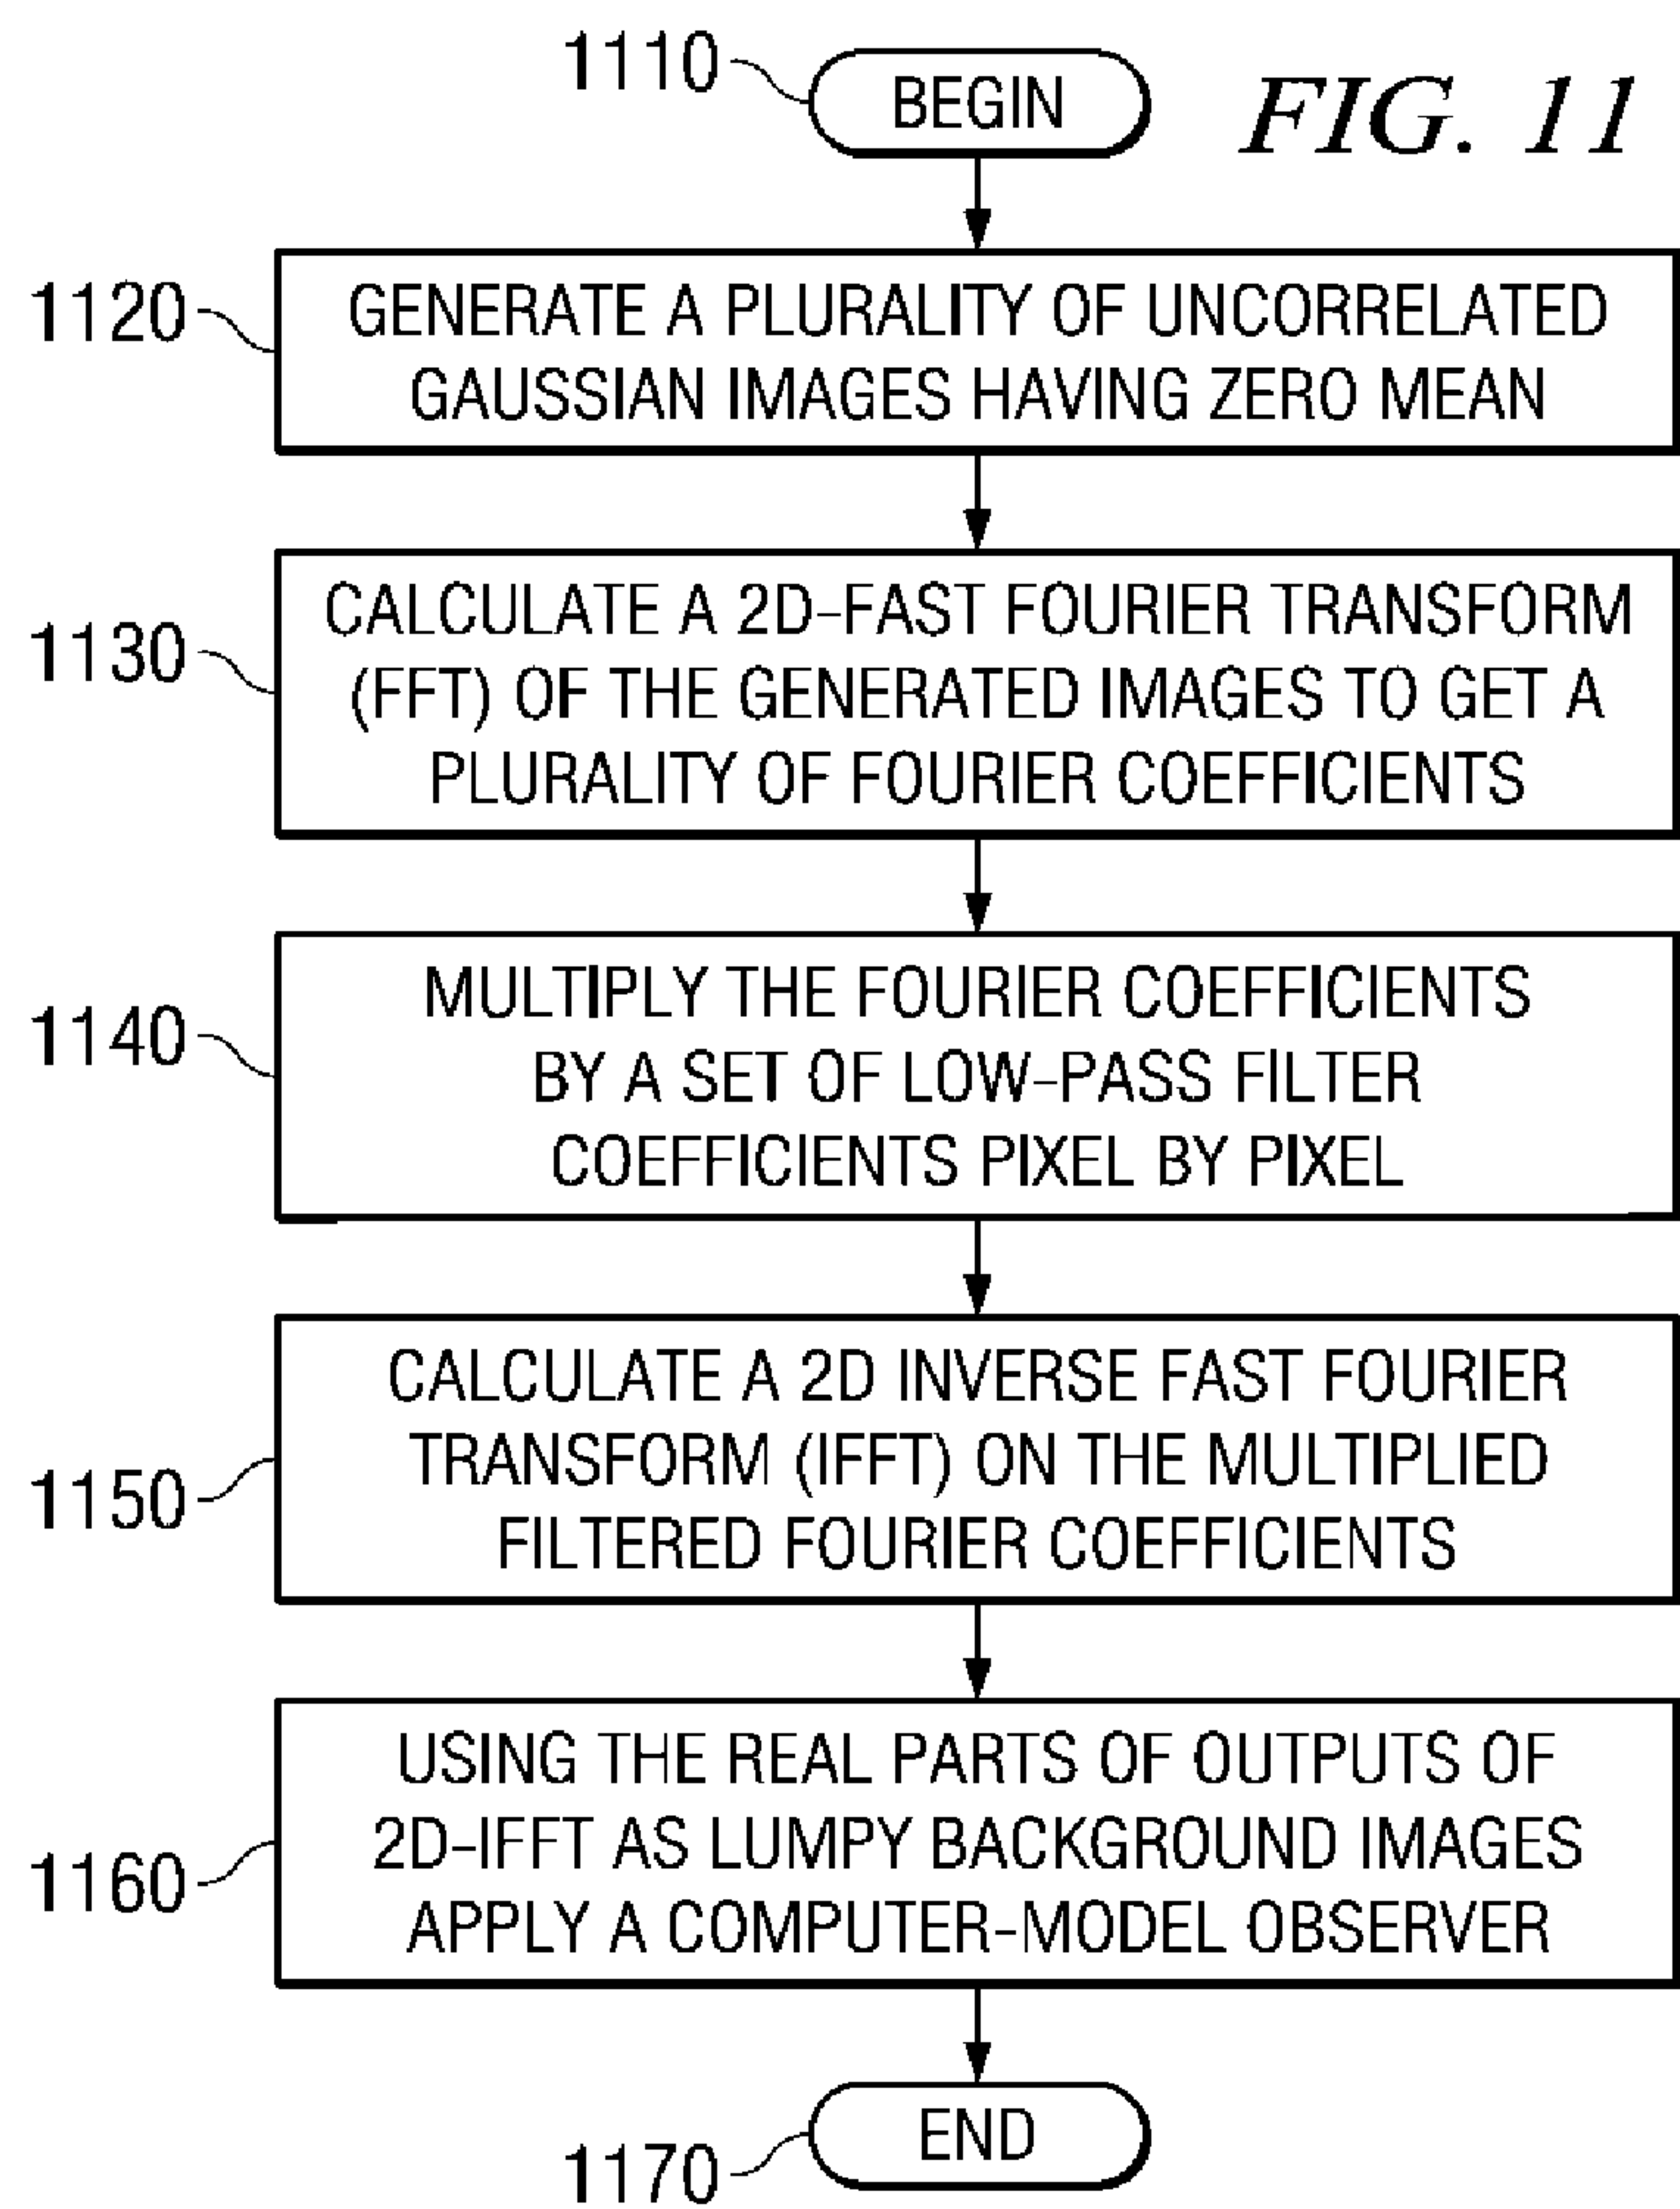 1110
BEGIN
FIG. 11
1120
GENERATE A PLURALITY OF UNCORRELATED
GAUSSIAN IMAGES HAVING ZERO MEAN
1130
CALCULATE A 2D-FAST FOURIER TRANSFORM
(FFT) OF THE GENERATED IMAGES TO GET A
PLURALITY OF FOURIER COEFFICIENTS
1140
MULTIPLY THE FOURIER COEFFICIENTS
BY A SET OF LOW-PASS FILTER
COEFFICIENTS PIXEL BY PIXEL
1150
CALCULATE A 2D INVERSE FAST FOURIER
TRANSFORM (IFFT) ON THE MULTIPLIED
FILTERED FOURIER COEFFICIENTS
1160
USING THE REAL PARTS OF OUTPUTS OF
2D-IFFT AS LUMPY BACKGROUND IMAGES
APPLY A COMPUTER-MODEL OBSERVER
1170
END